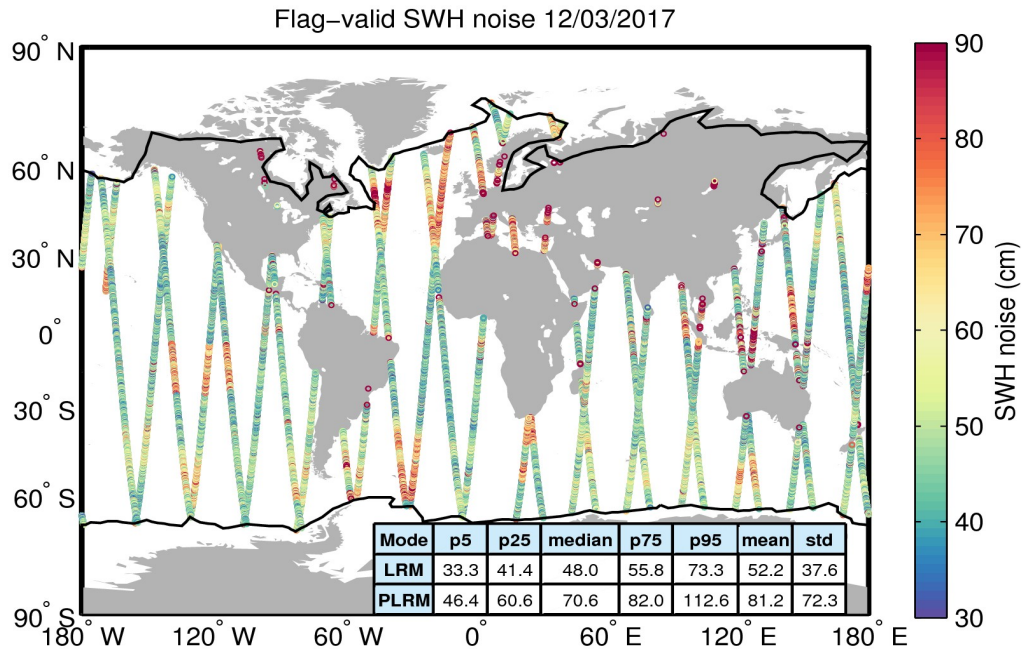 Flag-valid SWH noise 12/03/2017
90° N
60° N
30° N
0°
30° S
60° S
90° S
180° W
120° W
60° W
0°
60° E
120° E
180° E
90
80
70
60
50
40
30
SWH noise (cm)
Mode p5 p25 median p75 p95 mean std
LRM 33.3 41.4 48.0 55.8 73.3 52.2 37.6
PLRM 46.4 60.6 70.6 82.0 112.6 81.2 72.3